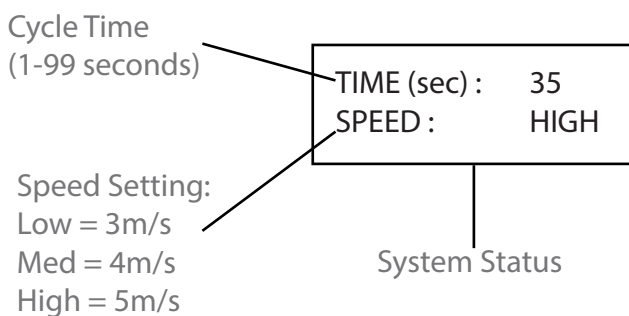 Cycle Time
(1-99 seconds)
TIME (sec) : 35
SPEED : HIGH
Speed Setting:
Low = 3m/s
Med = 4m/s
High = 5m/s
System Status